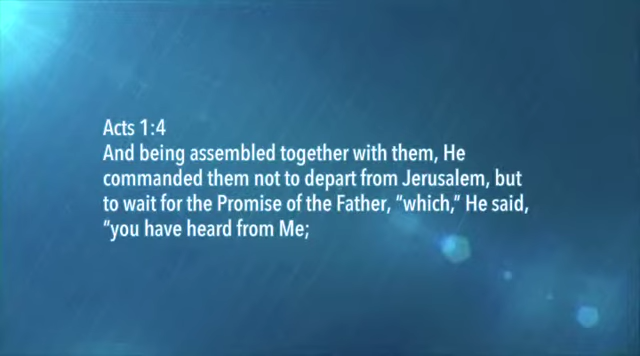 Acts 1:4
And being assembled together with them, He
commanded them not to depart from Jerusalem, but
to wait for the Promise of the Father, “which,” He said,
“you have heard from Me;